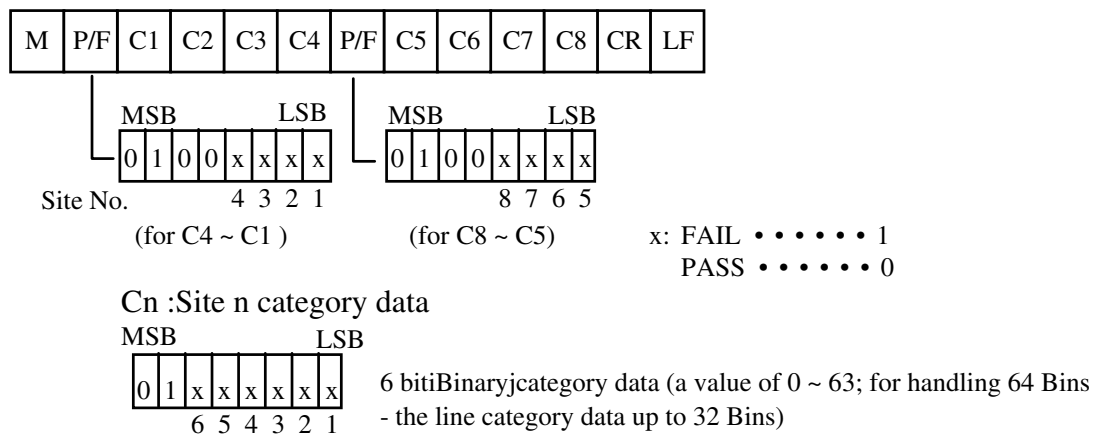 M P/F C1 C2 C3 C4 P/F C5 C6 C7 C8 CR LF
MSB LSB MSB LSB
0 1 0 0 x x x x 0 1 0 0 x x x x
Site No. 4 3 2 1 8 7 6 5
(for C4 ~ C1 ) (for C8 ~ C5) x: FAIL • • • • • • 1
PASS • • • • • • 0
Cn :Site n category data
MSB LSB
0 1 x x x x x x
6 bitiBinaryjcategory data (a value of 0 ~ 63; for handling 64 Bins
6 5 4 3 2 1 - the line category data up to 32 Bins)